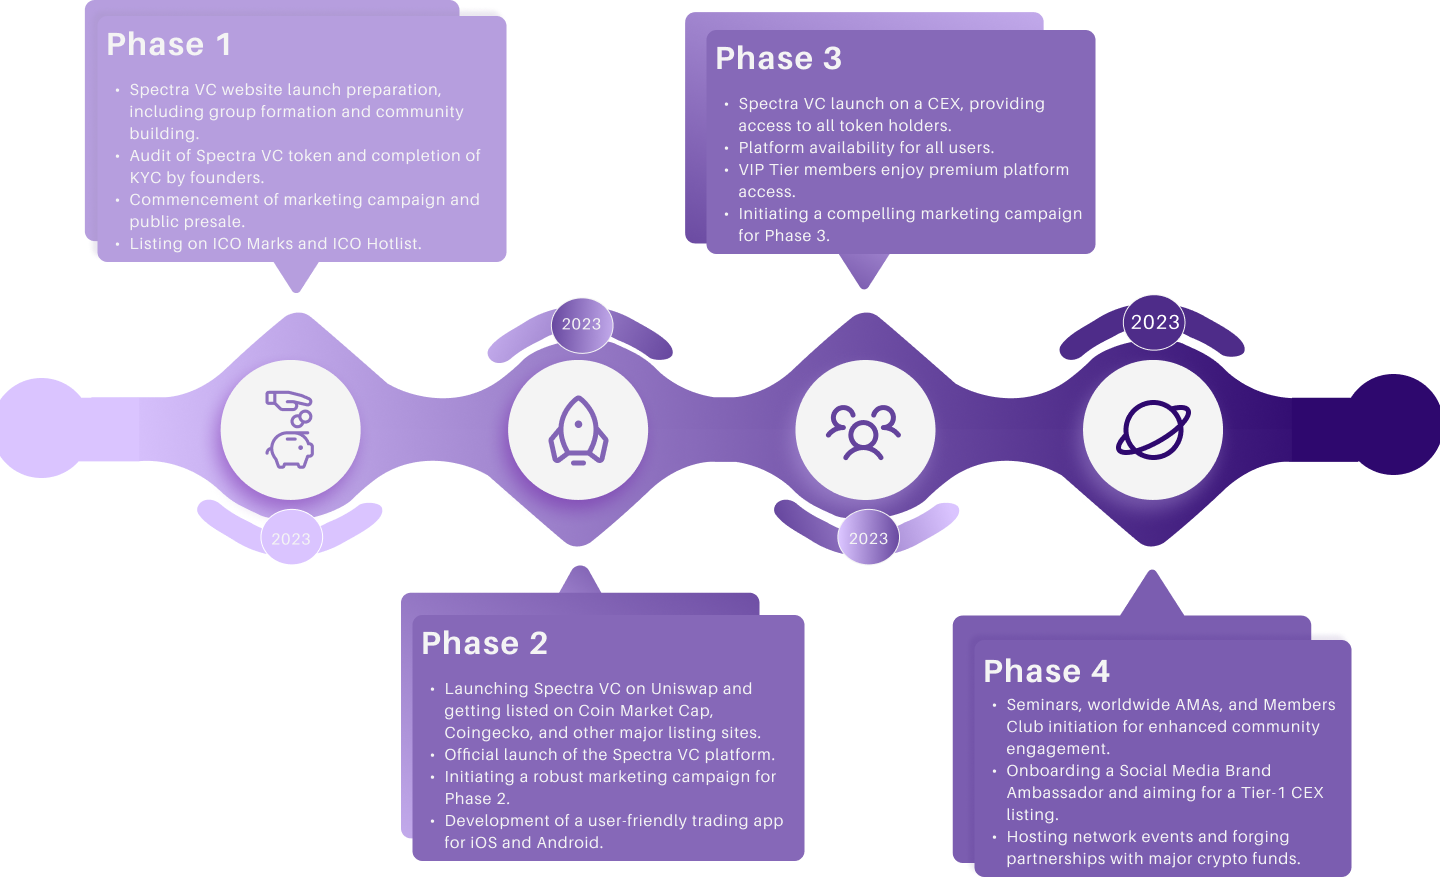 Phase 1
• Spectra VC website launch preparation,
including group formation and community
building.
• Audit of Spectra VC token and completion of
KYC by founders.
• Commencement of marketing campaign and
public presale.
• Listing on ICO Marks and ICO Hotlist.
Phase 3
• Spectra VC launch on a CEX, providing
access to all token holders.
• Platform availability for all users.
• VIP Tier members enjoy premium platform
access.
• Initiating a compelling marketing campaign
for Phase 3.
2023
2023
2023
2023
Phase 2
• Launching Spectra VC on Uniswap and
getting listed on Coin Market Cap,
Coingecko, and other major listing sites.
• Official launch of the Spectra VC platform.
• Initiating a robust marketing campaign for
Phase 2.
• Development of a user-friendly trading app
for iOS and Android.
Phase 4
• Seminars, worldwide AMAs, and Members
Club initiation for enhanced community
engagement.
• Onboarding a Social Media Brand
Ambassador and aiming for a Tier-1 CEX
listing.
• Hosting network events and forging
partnerships with major crypto funds.